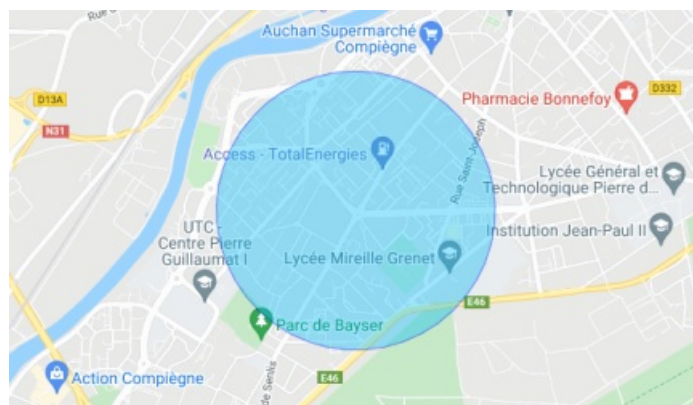 Auchan Supermarché
Compiègne
D13A
N31
Pharmacie Bonnefoy
D332
Access - TotalEnergies
Rue Saint-Joseph
Lycée Général et
Technologique Pierre d...
UTC -
Centre Pierre
Guillaumat I
Institution Jean-Paul II
Lycée Mireille Grenet
E46
Parc de Bayser
Action Compiègne
E46
de Senlis